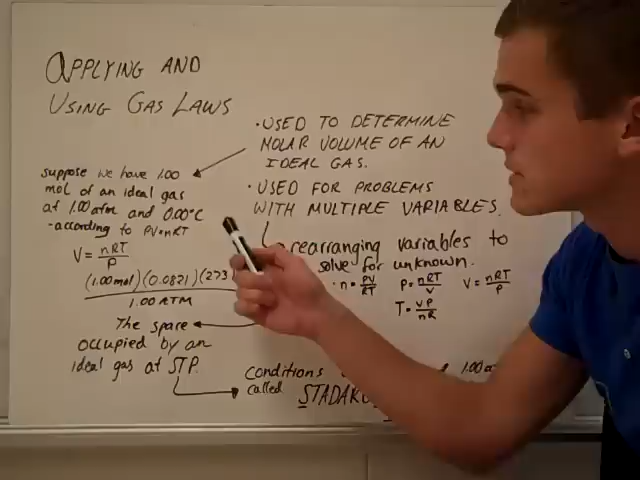 APPLYING AND
USING GAS LAWS
• USED TO DETERMINE
MOLAR VOLUME OF AN
IDEAL GAS.
• USED FOR PROBLEMS
WITH MULTIPLE VARIABLES.
rearranging variables to
solve for unknown.
• n = PV/RT P = nRT/V V = nRT/P
T = VP/nR
suppose we have 1.00
mol of an ideal gas
at 1.00 atm and 0.00°C
- according to PV=nRT
V = nRT/P
(1.00mol)(0.0821)(273
1.00 ATM
The space
occupied by an
ideal gas at STP.
Conditions 1.00
called STADARD